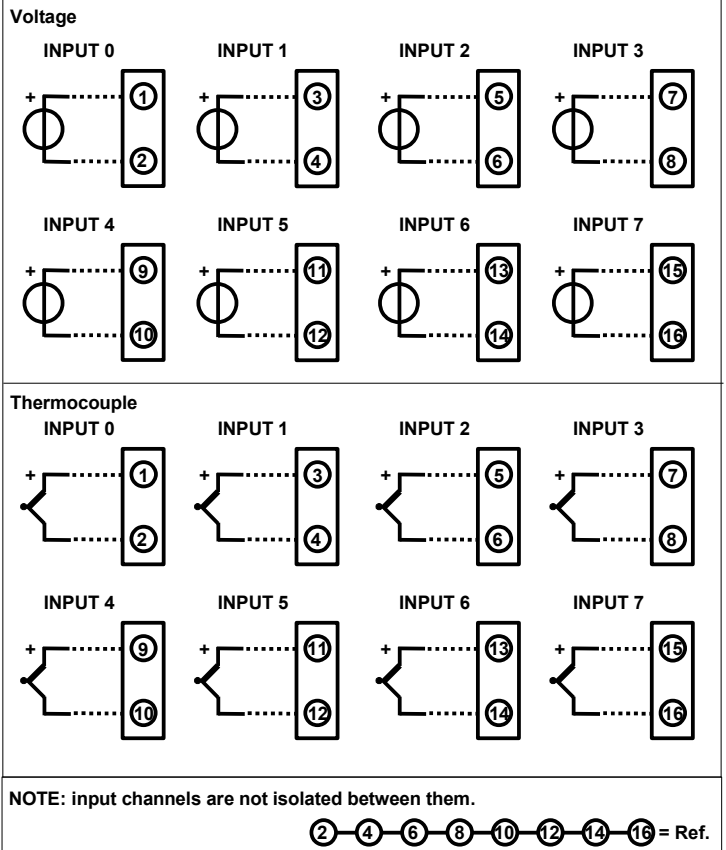 Voltage
INPUT 0 INPUT 1 INPUT 2 INPUT 3
+ 1 + 3 + 5 + 7
2 4 6 8
INPUT 4 INPUT 5 INPUT 6 INPUT 7
+ 9 + 11 + 13 + 15
10 12 14 16
Thermocouple
INPUT 0 INPUT 1 INPUT 2 INPUT 3
+ 1 + 3 + 5 + 7
2 4 6 8
INPUT 4 INPUT 5 INPUT 6 INPUT 7
+ 9 + 11 + 13 + 15
10 12 14 16
NOTE: input channels are not isolated between them.
2 4 6 8 10 12 14 16 = Ref.